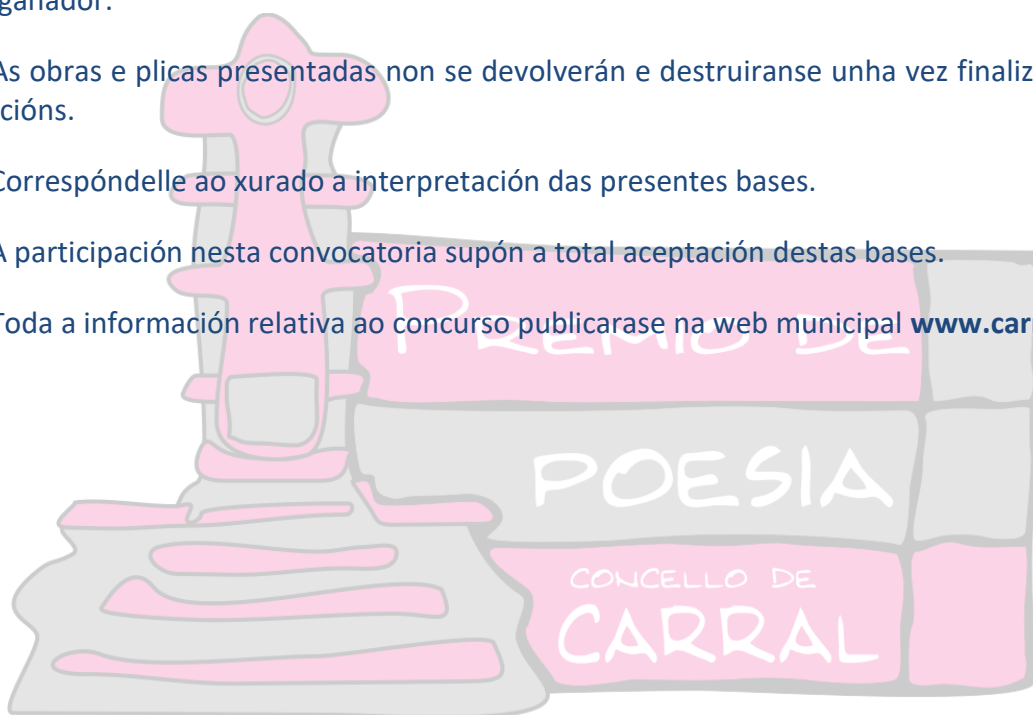 ganador.
As obras e plicas presentadas non se devolverán e destruiranse unha vez
cións.
Correspóndelle ao xurado a interpretación das presentes bases.
A participación nesta convocatoria supón a total aceptación destas bases.
Toda a información relativa ao concurso publicarase na web municipal www.car
PREMIO DE
POESIA
CONCELLO DE
CARRAL